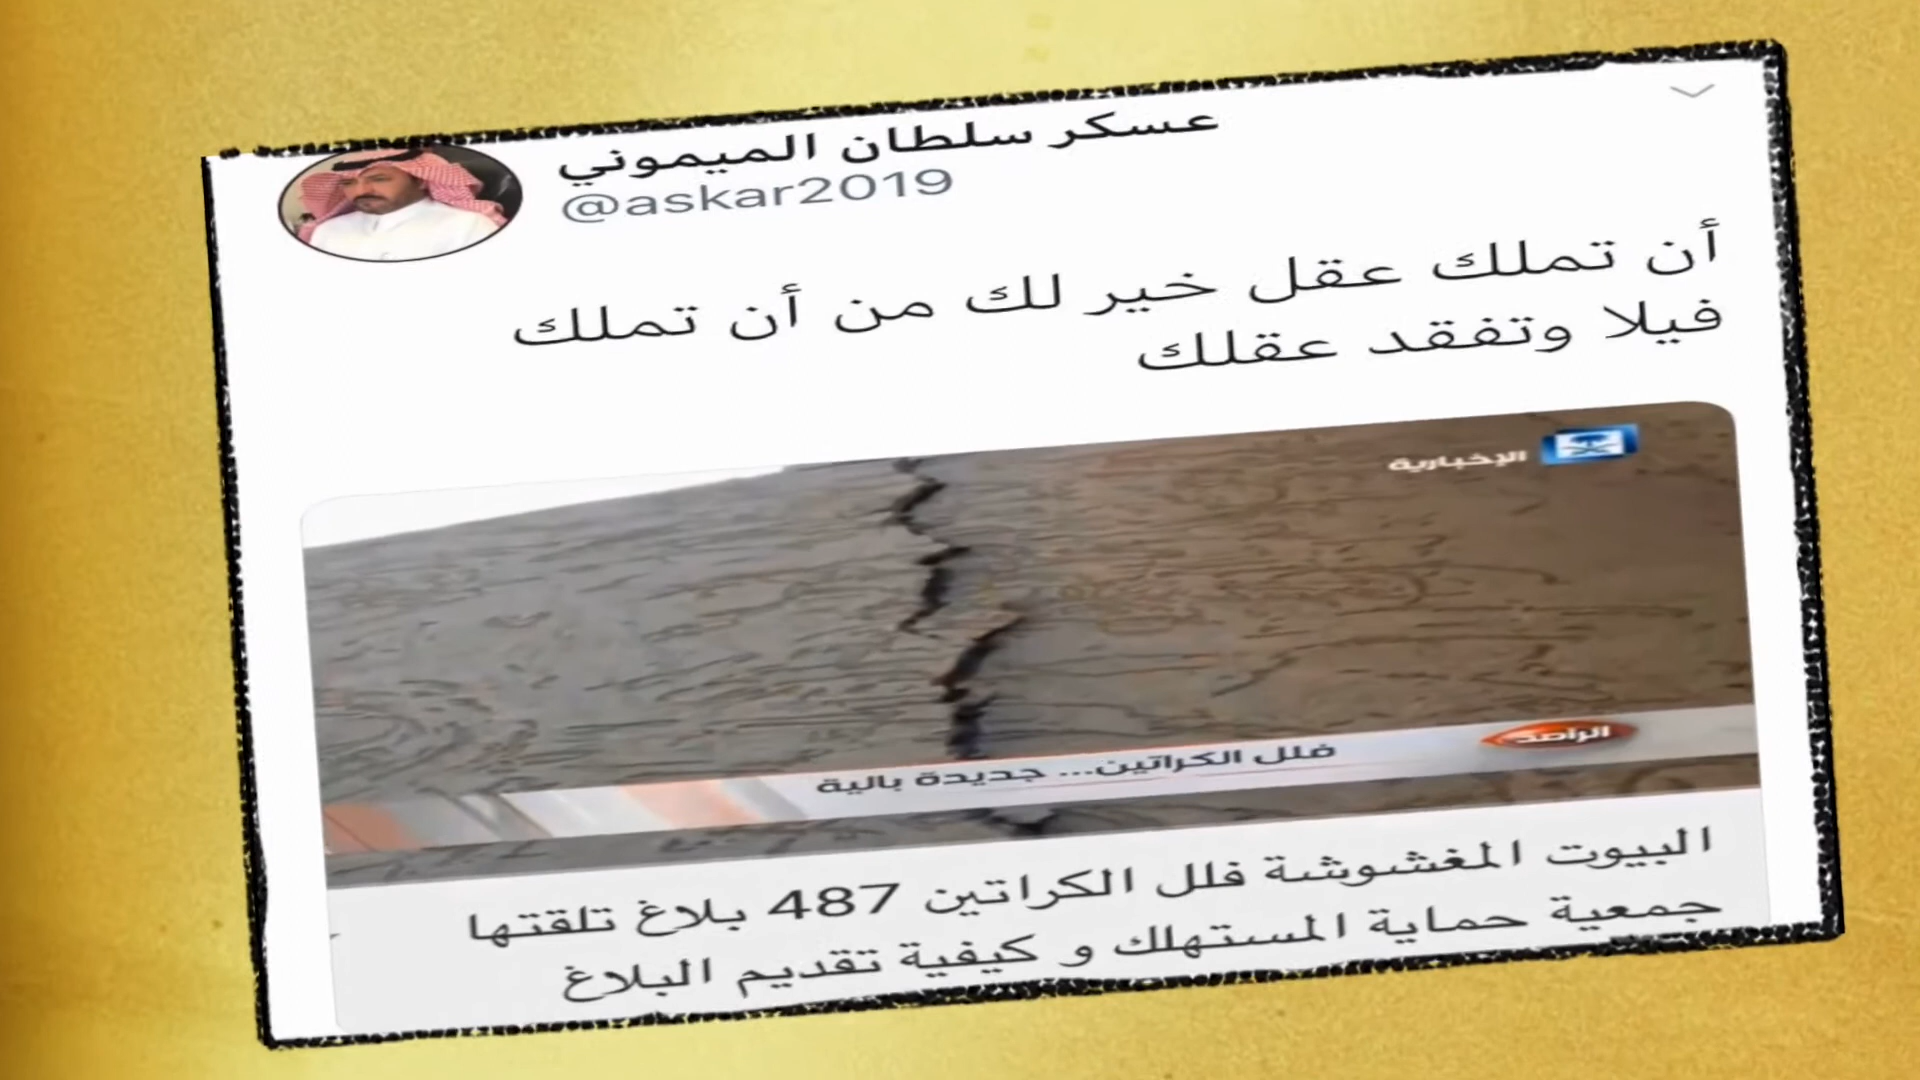 عسكر سلطان الميموني
@askar2019
أن تملك عقل خير لك من أن تملك
فيلا وتفقد عقلك
الإخبارية
الراصد
فلل الكراتين... جديدة بالية
البيوت المغشوشة فلل الكراتين 487 بلاغ تلقتها
جمعية حماية المستهلك و كيفية تقديم البلاغ